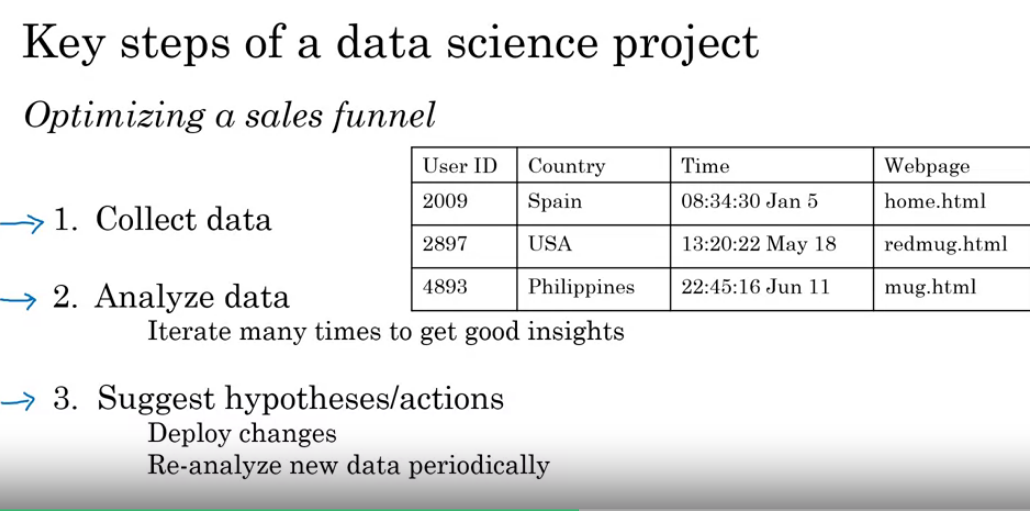 Key steps of a data science project
Optimizing a sales funnel
User ID Country Time Webpage
2009 Spain 08:34:30 Jan 5 home.html
2897 USA 13:20:22 May 18 redmug.html
4893 Philippines 22:45:16 Jun 11 mug.html
1. Collect data
2. Analyze data
Iterate many times to get good insights
3. Suggest hypotheses/actions
Deploy changes
Re-analyze new data periodically